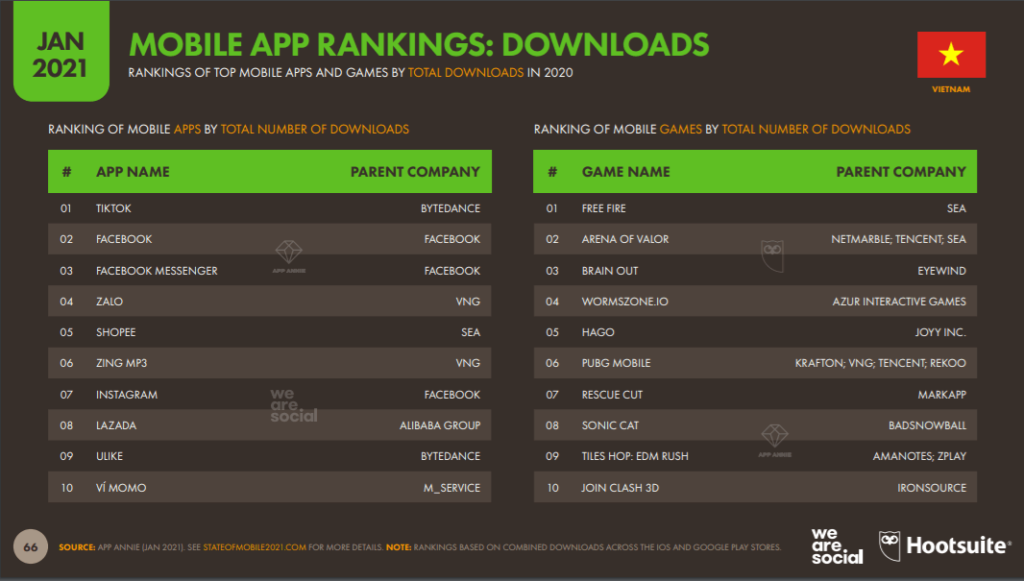 JAN
2021
MOBILE APP RANKINGS: DOWNLOADS
RANKINGS OF TOP MOBILE APPS AND GAMES BY TOTAL DOWNLOADS IN 2020
VIETNAM
RANKING OF MOBILE APPS BY TOTAL NUMBER OF DOWNLOADS
# APP NAME PARENT COMPANY
01 TIKTOK BYTEDANCE
02 FACEBOOK FACEBOOK
03 FACEBOOK MESSENGER FACEBOOK
04 ZALO VNG
05 SHOPEE SEA
06 ZING MP3 VNG
07 INSTAGRAM FACEBOOK
08 LAZADA ALIBABA GROUP
09 ULIKE BYTEDANCE
10 VÍ MOMO M_SERVICE
APP ANNIE
we
are
social
RANKING OF MOBILE GAMES BY TOTAL NUMBER OF DOWNLOADS
# GAME NAME PARENT COMPANY
01 FREE FIRE SEA
02 ARENA OF VALOR NETMARBLE; TENCENT; SEA
03 BRAIN OUT EYEWIND
04 WORMSZONE.IO AZUR INTERACTIVE GAMES
05 HAGO JOYY INC.
06 PUBG MOBILE KRAFTON; VNG; TENCENT; REKOO
07 RESCUE CUT MARKAPP
08 SONIC CAT BADSNOWBALL
09 TILES HOP: EDM RUSH AMANOTES; ZPLAY
10 JOIN CLASH 3D IRONSOURCE
APP ANNIE
66
SOURCE: APP ANNIE (JAN 2021). SEE STATEOFMOBILE2021.COM FOR MORE DETAILS. NOTE: RANKINGS BASED ON COMBINED DOWNLOADS ACROSS THE IOS AND GOOGLE PLAY STORES.
we
are
social
Hootsuite®